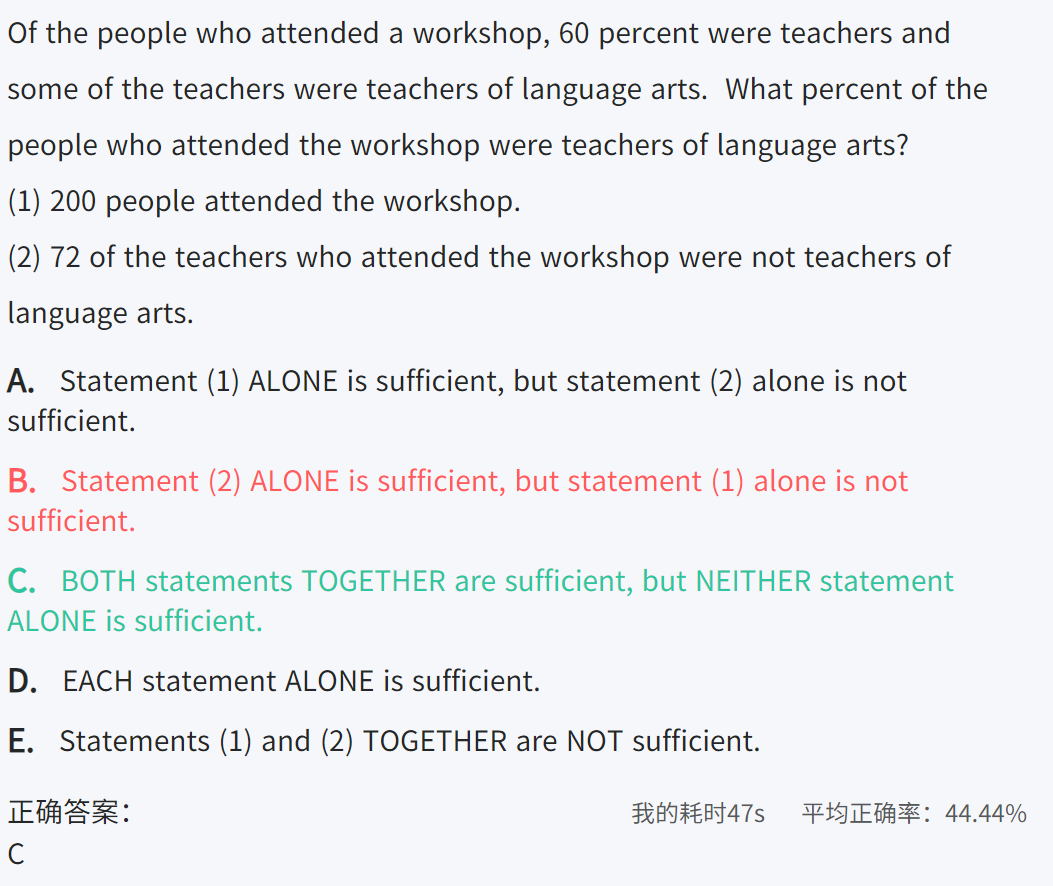 Of the people who attended a workshop, 60 percent were teachers and
some of the teachers were teachers of language arts.  What percent of the
people who attended the workshop were teachers of language arts?
(1) 200 people attended the workshop.
(2) 72 of the teachers who attended the workshop were not teachers of
language arts.
A. Statement (1) ALONE is sufficient, but statement (2) alone is not
sufficient.
B. Statement (2) ALONE is sufficient, but statement (1) alone is not
sufficient.
C. BOTH statements TOGETHER are sufficient, but NEITHER statement
ALONE is sufficient.
D. EACH statement ALONE is sufficient.
E. Statements (1) and (2) TOGETHER are NOT sufficient.
正确答案： 我的耗时47s 平均正确率：44.44%
C